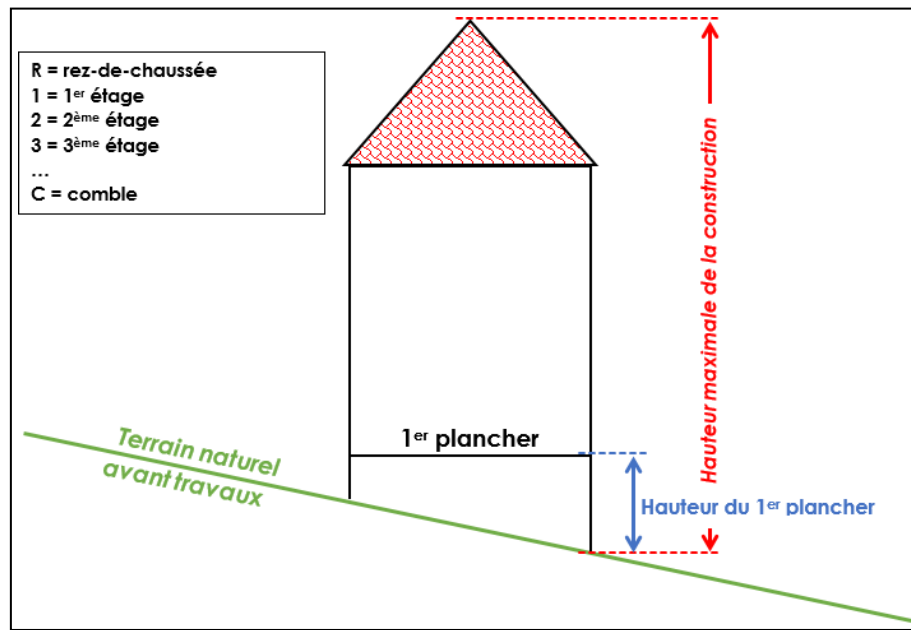 R = rez-de-chaussée
1 = 1er étage
2 = 2ème étage
3 = 3ème étage
...
C = comble
Hauteur maximale de la construction
1er plancher
Terrain naturel
avant travaux
Hauteur du 1er plancher